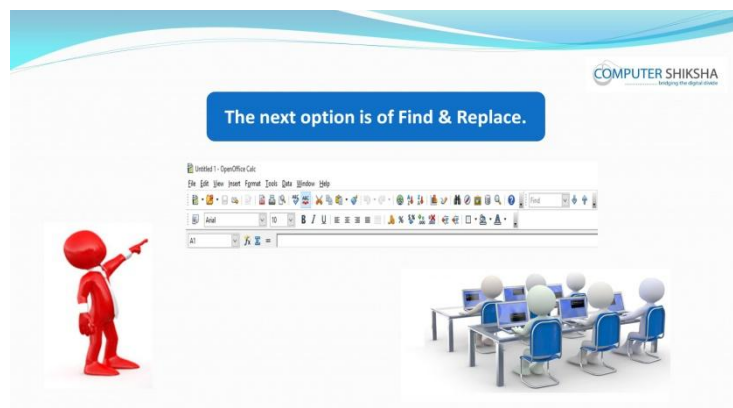 COMPUTER SHIKSHA
bridging the digital divide
The next option is of Find & Replace.
Untitled 1 - OpenOffice Calc
File Edit View Insert Format Tools Data Window Help
Find
Arial 10 B I U
A1 fx Σ =